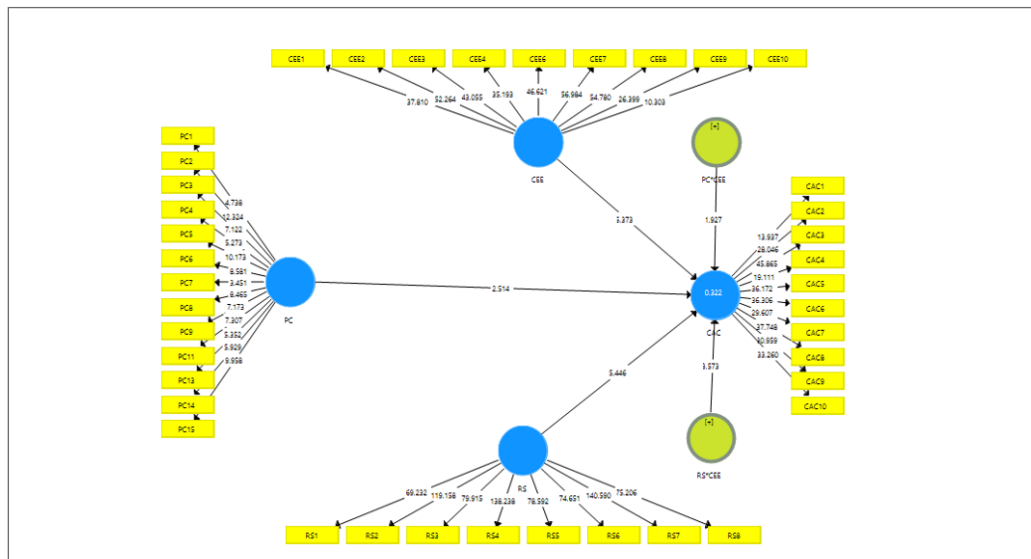 CEE1 CEE2 CEE3 CEE4 CEE6 CEE7 CEE8 CEE9 CEE10
37.810 52.264 43.055 35.193 46.621 56.984 54.780 26.399 10.303
CEE
[+]
PC*CEE
PC1
PC2
PC3
PC4
PC5
PC6
PC7
PC8
PC9
PC11
PC13
PC14
PC15
4.738
12.324
7.122
5.273
10.173
8.465
3.451
7.173
7.307
5.352
5.929
9.958
PC
2.514
1.927
5.446
0.322
CAC
13.937
28.046
45.865
19.111
36.172
36.306
29.607
37.748
30.959
33.260
CAC1
CAC2
CAC3
CAC4
CAC5
CAC6
CAC7
CAC8
CAC9
CAC10
[+]
RS*CEE
RS
69.232 119.158 79.915 138.238 78.592 74.651 140.590 75.206
RS1 RS2 RS3 RS4 RS5 RS6 RS7 RS8